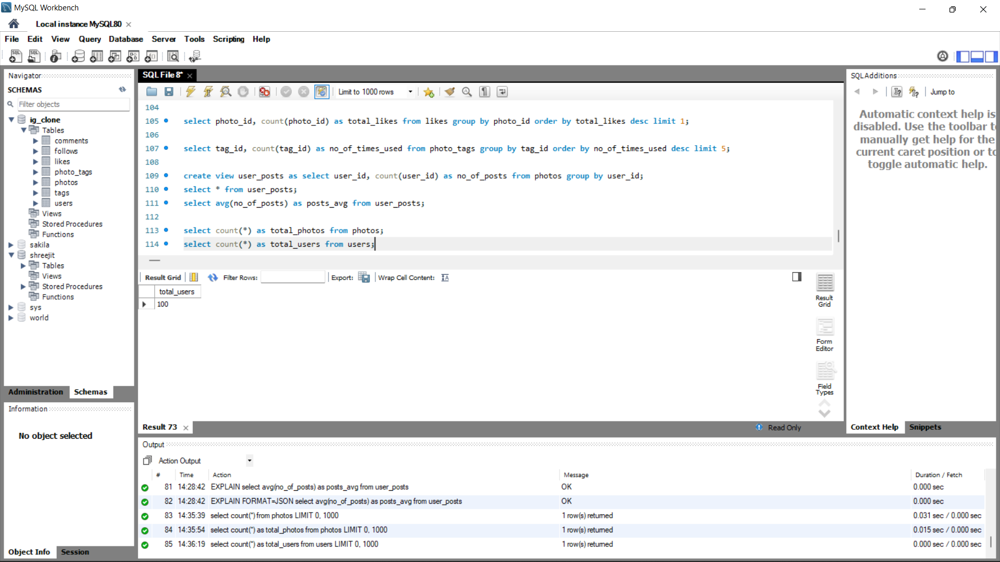 MySQL Workbench
Local instance MySQL80
File Edit View Query Database Server Tools Scripting Help
Navigator
SCHEMAS
Filter objects
ig_clone
Tables
comments
follows
likes
photo_tags
photos
tags
users
Views
Stored Procedures
Functions
sakila
shreejit
Tables
Views
Stored Procedures
Functions
sys
world
Administration Schemas
Information
No object selected
Object Info Session
SQL File 8*
Limit to 1000 rows
104
105 select photo_id, count(photo_id) as total_likes from likes group by photo_id order by total_likes desc limit 1;
106
107 select tag_id, count(tag_id) as no_of_times_used from photo_tags group by tag_id order by no_of_times_used desc limit 5;
108
109 create view user_posts as select user_id, count(user_id) as no_of_posts from photos group by user_id;
110 select * from user_posts;
111 select avg(no_of_posts) as posts_avg from user_posts;
112
113 select count(*) as total_photos from photos;
114 select count(*) as total_users from users;
Result Grid Filter Rows: Export: Wrap Cell Content:
total_users
100
Result
Grid
Form
Editor
Field
Types
Result 73
Read Only
SQLAdditions
Jump to
Automatic context help is
disabled. Use the toolbar
manually get help for the
current caret position or
toggle automatic help.
Context Help Snippets
Output
Action Output
# Time Action Message Duration / Fetch
81 14:28:42 EXPLAIN select avg(no_of_posts) as posts_avg from user_posts OK 0.000 sec
82 14:28:42 EXPLAIN FORMAT=JSON select avg(no_of_posts) as posts_avg from user_posts OK 0.000 sec
83 14:35:39 select count(*) from photos LIMIT 0, 1000 1 row(s) returned 0.031 sec / 0.000 sec
84 14:35:54 select count(*) as total_photos from photos LIMIT 0, 1000 1 row(s) returned 0.015 sec / 0.000 sec
85 14:36:19 select count(*) as total_users from users LIMIT 0, 1000 1 row(s) returned 0.000 sec / 0.000 sec